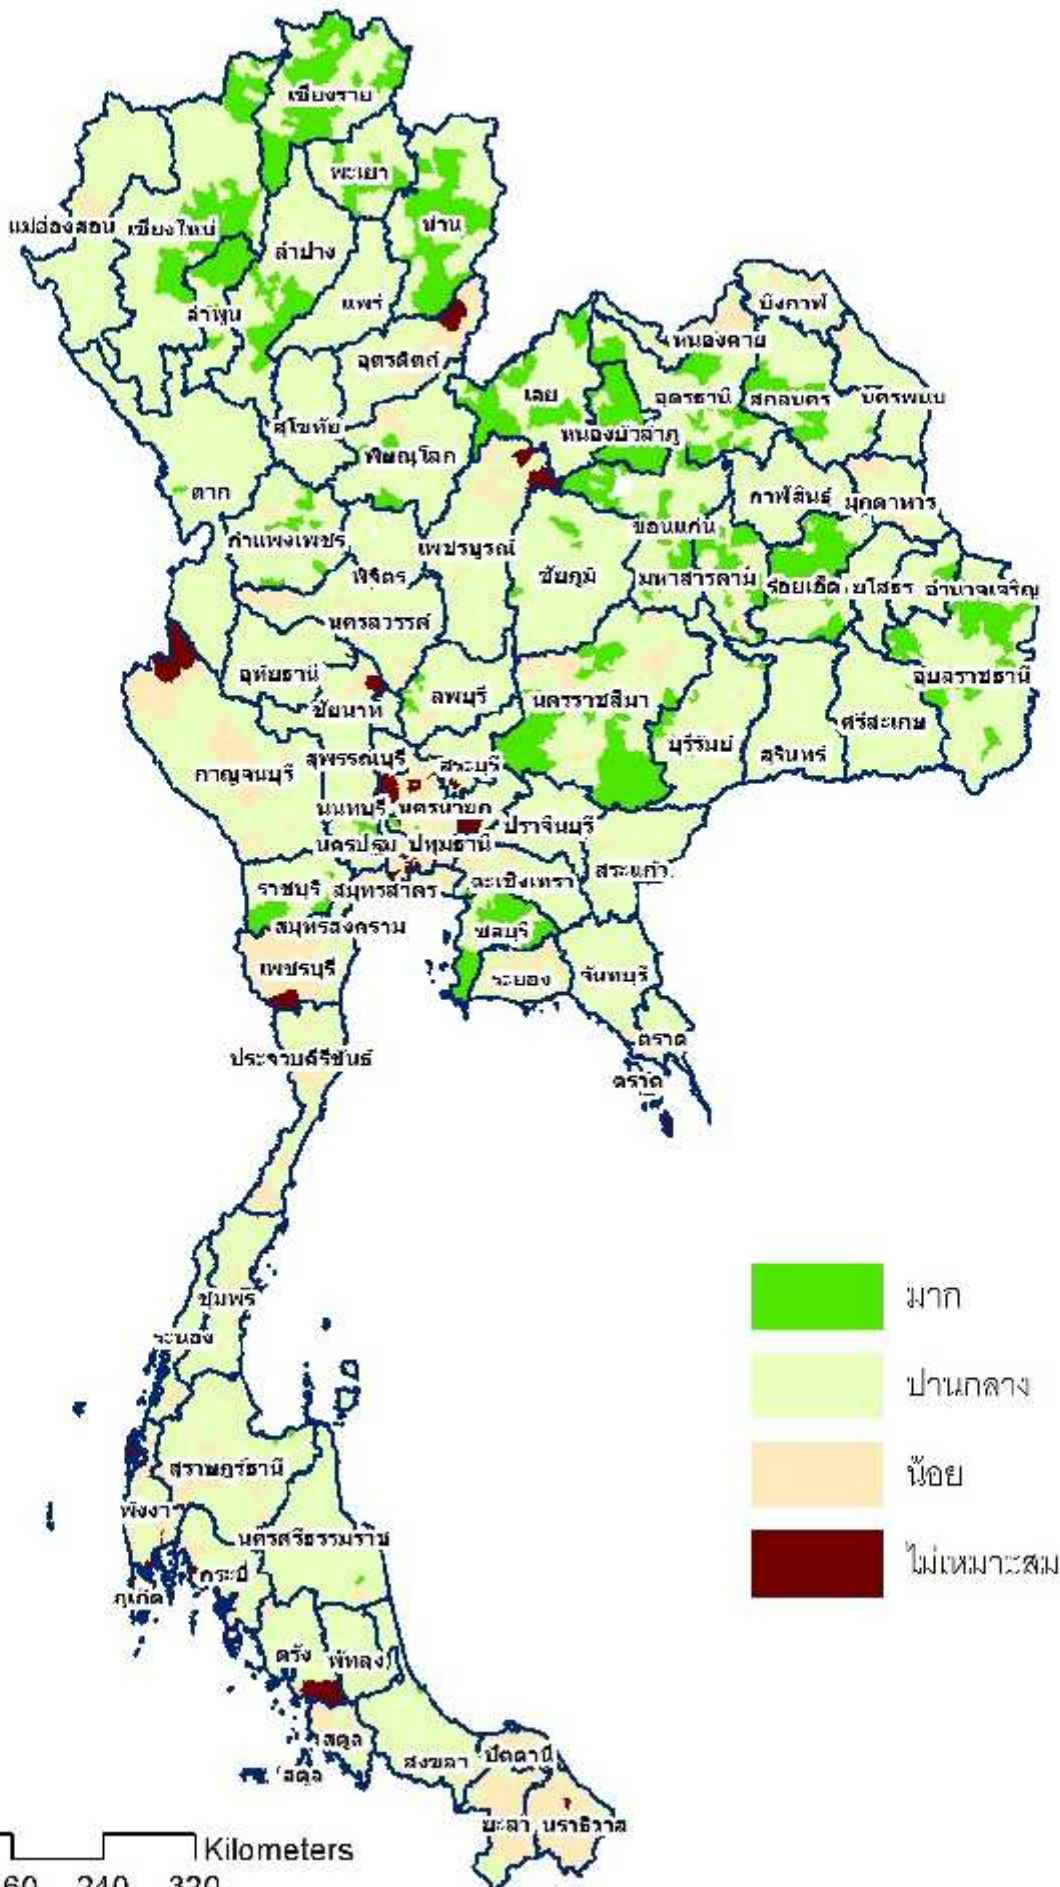 เชียงราย
พะเยา
น่าน
แม่ฮ่องสอน
เชียงใหม่
ลำปาง
ลำพูน
แพร่
อุตรดิตถ์
บึงกาฬ
หนองคาย
เลย
อุดรธานี
สกลนคร
นครพนม
สุโขทัย
หนองบัวลำภู
พิษณุโลก
ตาก
กาฬสินธุ์
มุกดาหาร
กำแพงเพชร
เพชรบูรณ์
ขอนแก่น
พิจิตร
ชัยภูมิ
มหาสารคาม
ร้อยเอ็ด
ยโสธร
อำนาจเจริญ
นครสวรรค์
อุทัยธานี
ชัยนาท
ลพบุรี
นครราชสีมา
อุบลราชธานี
บุรีรัมย์
สุรินทร์
ศรีสะเกษ
กาญจนบุรี
สุพรรณบุรี
สระบุรี
นนทบุรี
นครนายก
ปราจีนบุรี
นครปฐม
ปทุมธานี
สระแก้ว
ราชบุรี
สมุทรสาคร
ฉะเชิงเทรา
สมุทรสงคราม
ชลบุรี
เพชรบุรี
ระยอง
จันทบุรี
ตราด
ประจวบคีรีขันธ์
ตราด
ชุมพร
ระนอง
สุราษฎร์ธานี
พังงา
นครศรีธรรมราช
กระบี่
ภูเก็ต
ตรัง
พัทลุง
สตูล
สตูล
สงขลา
ปัตตานี
ยะลา
นราธิวาส
มาก
ปานกลาง
น้อย
ไม่เหมาะสม
Kilometers
60 240 320